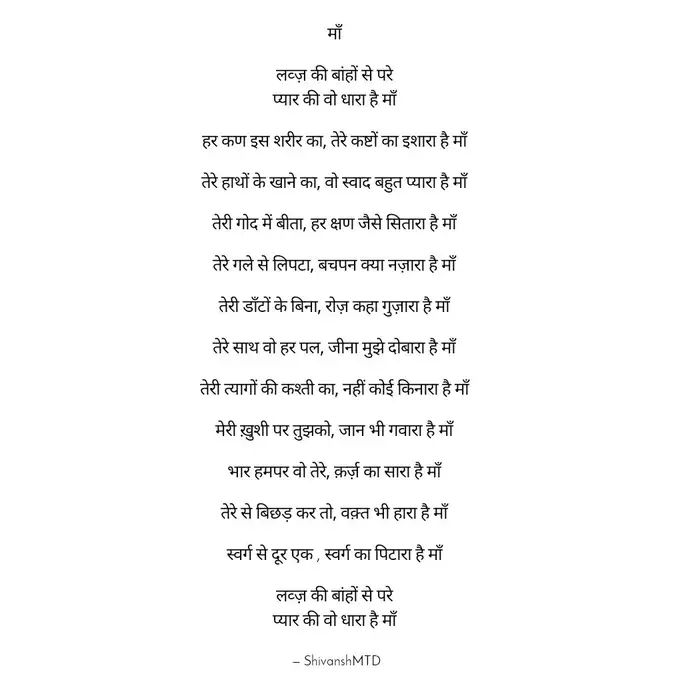 माँ
लव्ज़ की बांहों से परे
प्यार की वो धारा है माँ
हर कण इस शरीर का, तेरे कष्टों का इशारा है माँ
तेरे हाथों के खाने का, वो स्वाद बहुत प्यारा है माँ
तेरी गोद में बीता, हर क्षण जैसे सितारा है माँ
तेरे गले से लिपटा, बचपन क्या नज़ारा है माँ
तेरी डाँटों के बिना, रोज़ कहा गुज़ारा है माँ
तेरे साथ वो हर पल, जीना मुझे दोबारा है माँ
तेरी त्यागों की कश्ती का, नहीं कोई किनारा है माँ
मेरी ख़ुशी पर तुझको, जान भी गवारा है माँ
भार हमपर वो तेरे, क़र्ज़ का सारा है माँ
तेरे से बिछड़ कर तो, वक़्त भी हारा है माँ
स्वर्ग से दूर एक , स्वर्ग का पिटारा है माँ
लव्ज़ की बांहों से परे
प्यार की वो धारा है माँ
– ShivanshMTD